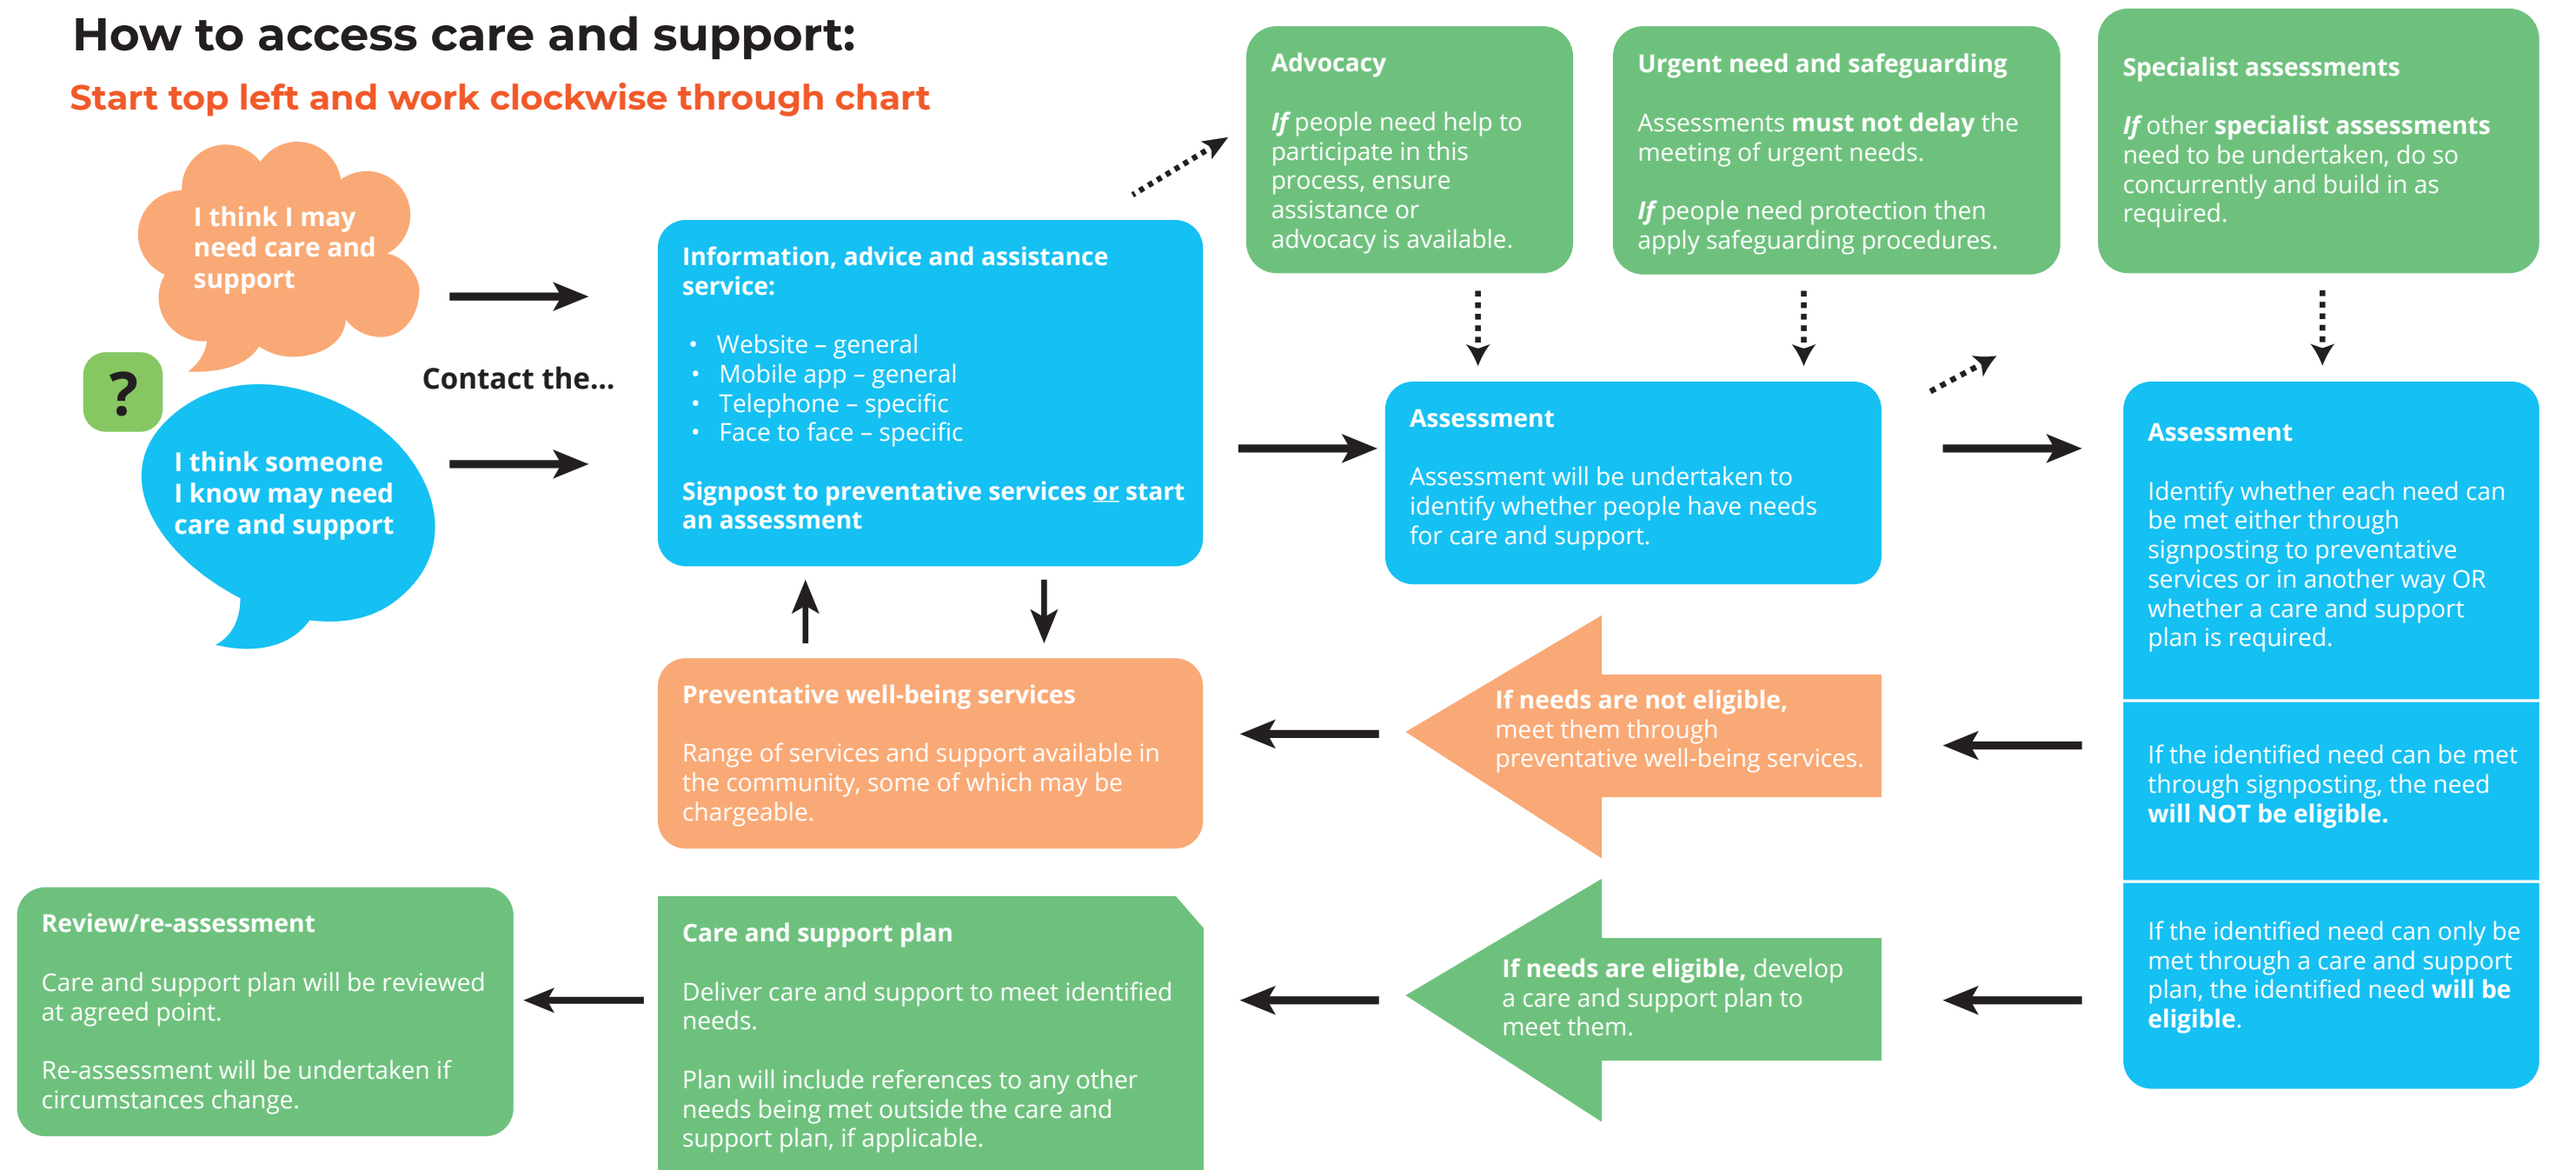 How to access care and support:
Start top left and work clockwise through chart
I think I may
need care and
support
?
I think someone
I know may need
care and support
Contact the...
Information, advice and assistance
service:
• Website – general
• Mobile app – general
• Telephone – specific
• Face to face – specific
Signpost to preventative services or start
an assessment
Advocacy
If people need help to
participate in this
process, ensure
assistance or
advocacy is available.
Urgent need and safeguarding
Assessments must not delay the
meeting of urgent needs.
If people need protection then
apply safeguarding procedures.
Specialist assessments
If other specialist assessments
need to be undertaken, do so
concurrently and build in as
required.
Assessment
Assessment will be undertaken to
identify whether people have needs
for care and support.
Assessment
Identify whether each need can
be met either through
signposting to preventative
services or in another way OR
whether a care and support
plan is required.
If the identified need can be met
through signposting, the need
will NOT be eligible.
If the identified need can only be
met through a care and support
plan, the identified need will be
eligible.
If needs are not eligible,
meet them through
preventative well-being services.
Preventative well-being services
Range of services and support available in
the community, some of which may be
chargeable.
If needs are eligible, develop
a care and support plan to
meet them.
Care and support plan
Deliver care and support to meet identified
needs.
Plan will include references to any other
needs being met outside the care and
support plan, if applicable.
Review/re-assessment
Care and support plan will be reviewed
at agreed point.
Re-assessment will be undertaken if
circumstances change.